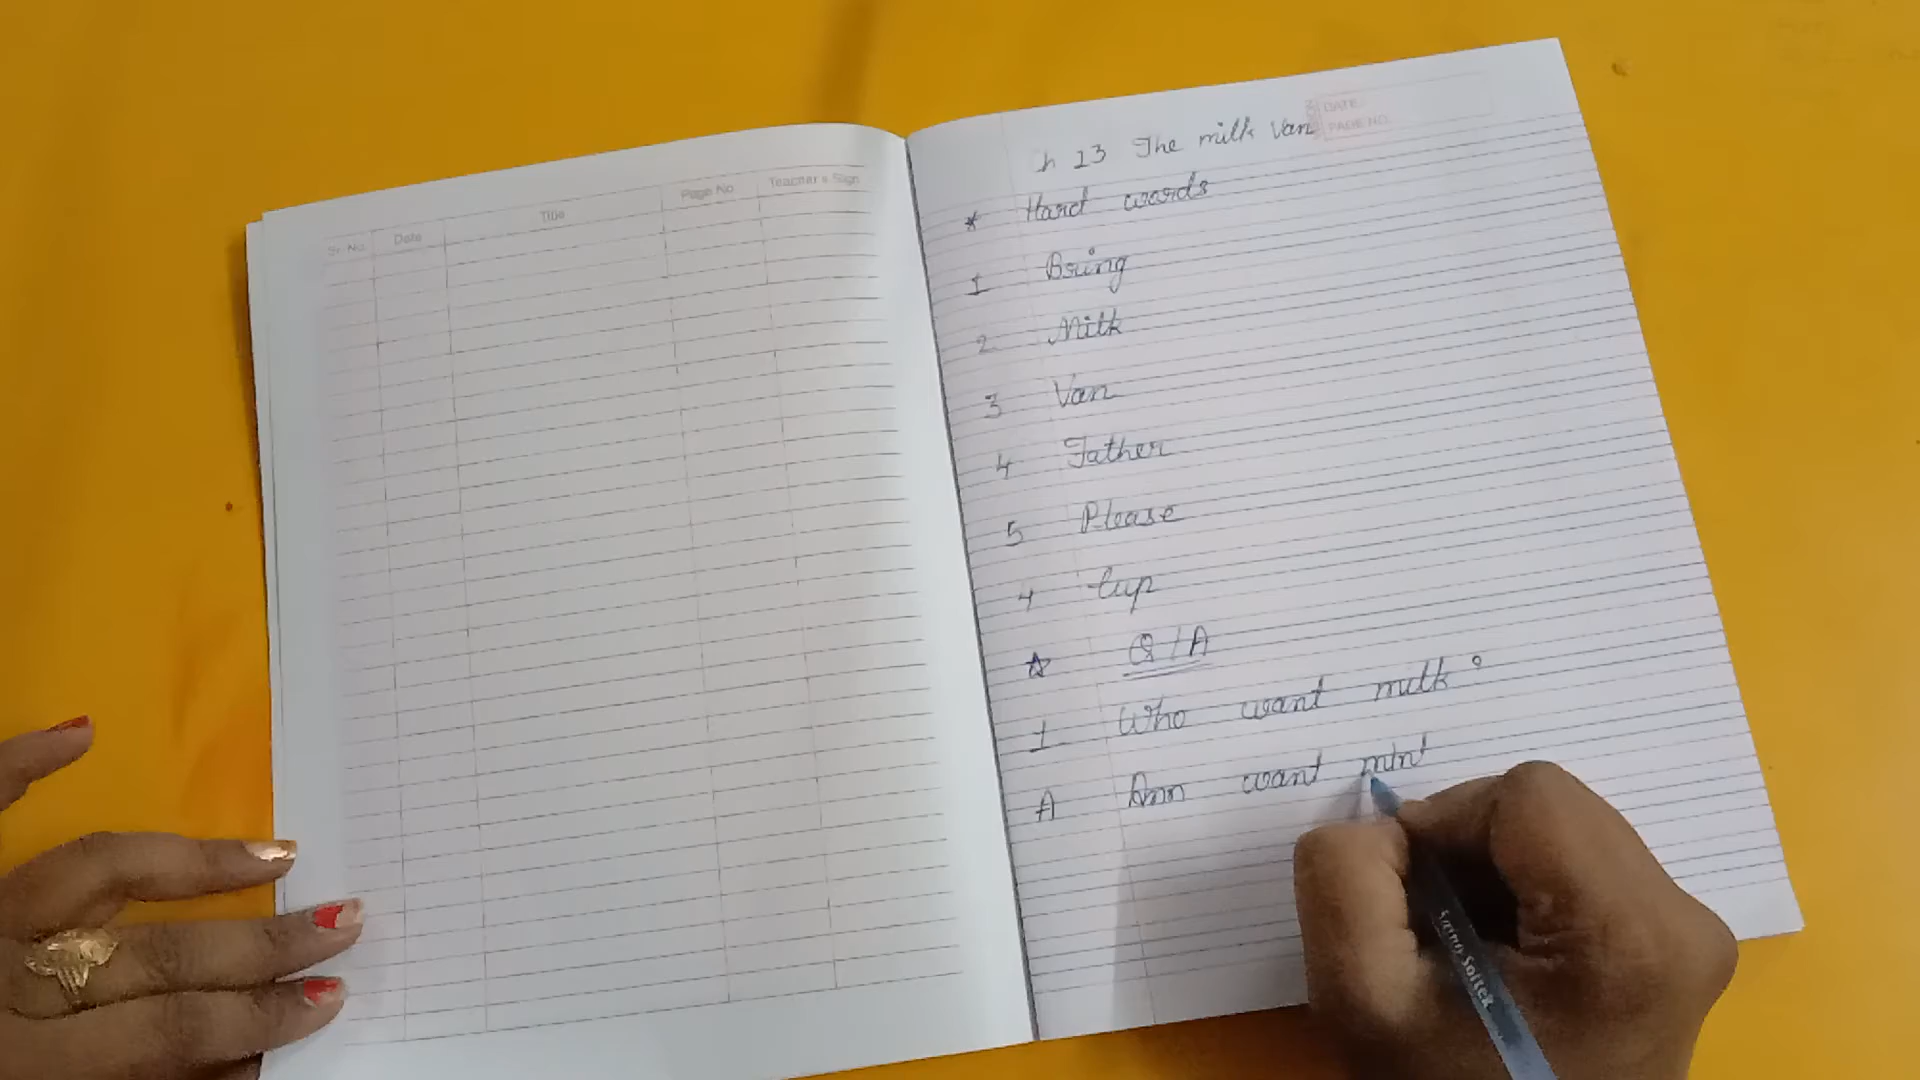 Sr. No. Date Title Page No. Teacher's Sign
DATE:
PAGE NO.
Ch 13 The milk Van
* Hard words
1 Bring
2 Milk
3 Van
4 Father
5 Please
4 Cup
☆ Q/A
1 Who want milk ?
A Ann want